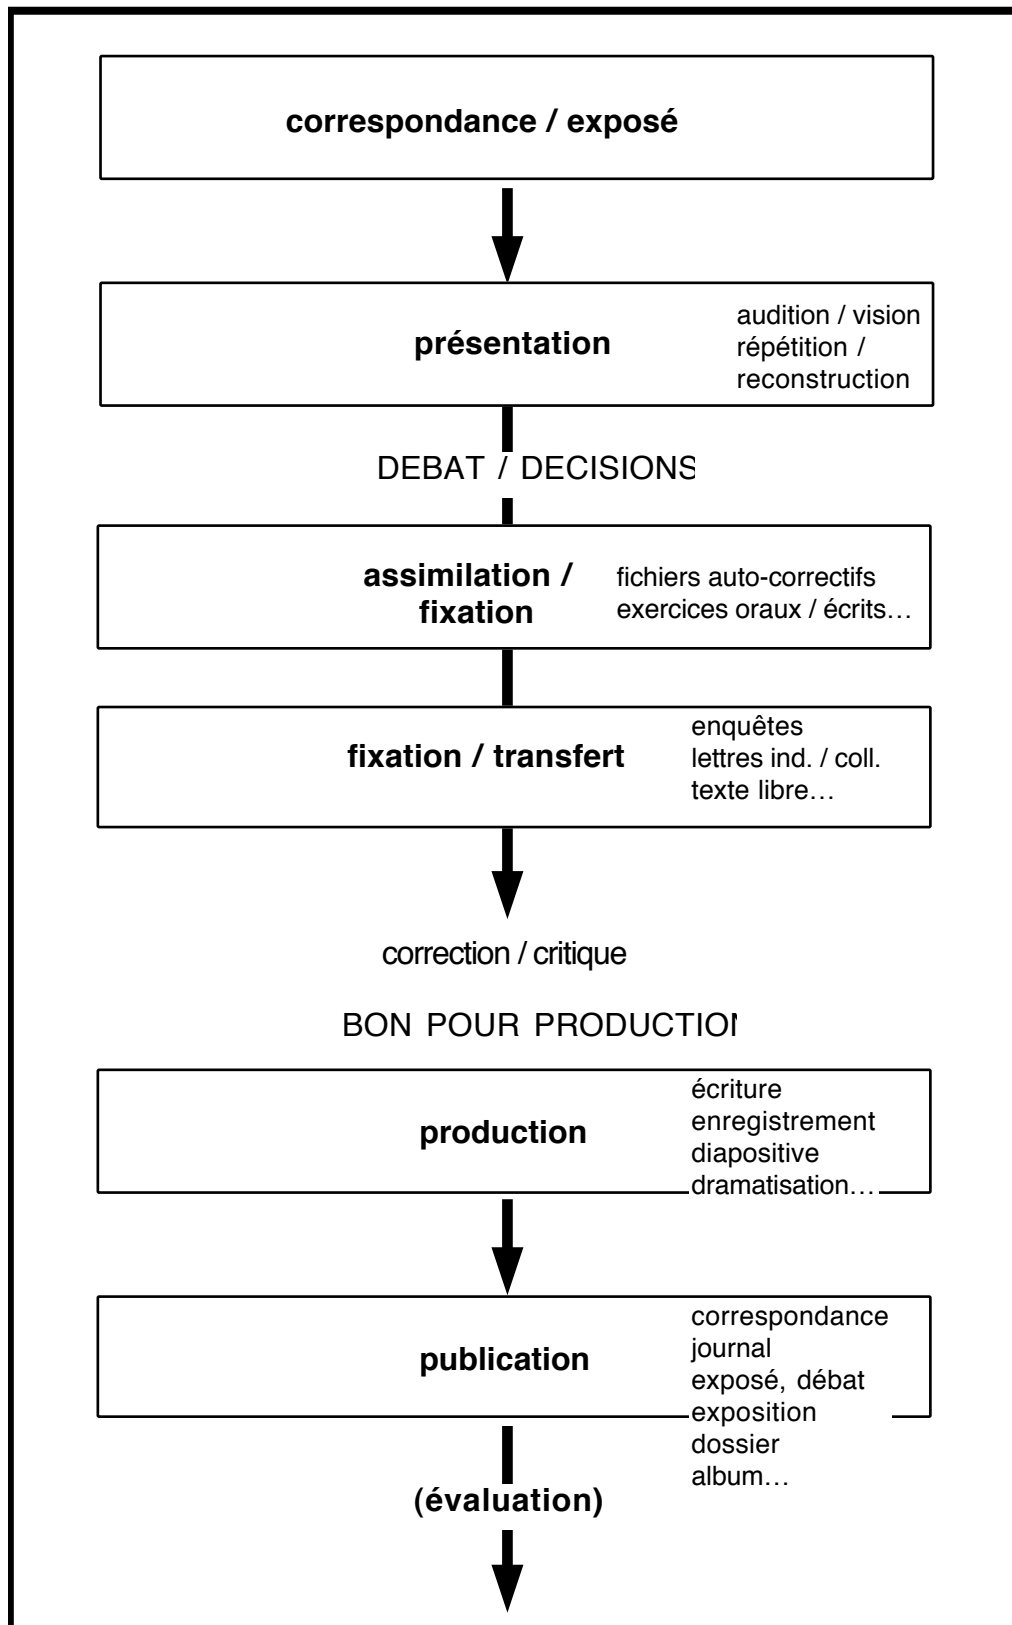 correspondance / exposé
présentation
audition / vision
répétition /
reconstruction
DEBAT / DECISIONS
assimilation /
fixation
fichiers auto-correctifs
exercices oraux / écrits…
fixation / transfert
enquêtes
lettres ind. / coll.
texte libre…
correction / critique
BON POUR PRODUCTION
production
écriture
enregistrement
diapositive
dramatisation…
publication
correspondance
journal
exposé, débat
exposition
dossier
album…
(évaluation)